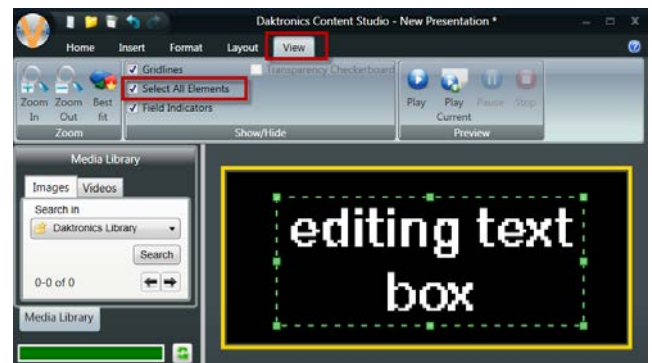 Daktronics Content Studio - New Presentation *
Home Insert Format Layout View
Gridlines Transparency Checkerboard
Select All Elements
Field Indicators
Zoom In Zoom Out Best fit
Play Play Current Pause Stop
Zoom Show/Hide Preview
Media Library
Images Videos
Search in
Daktronics Library
Search
0-0 of 0
Media Library
editing text
box